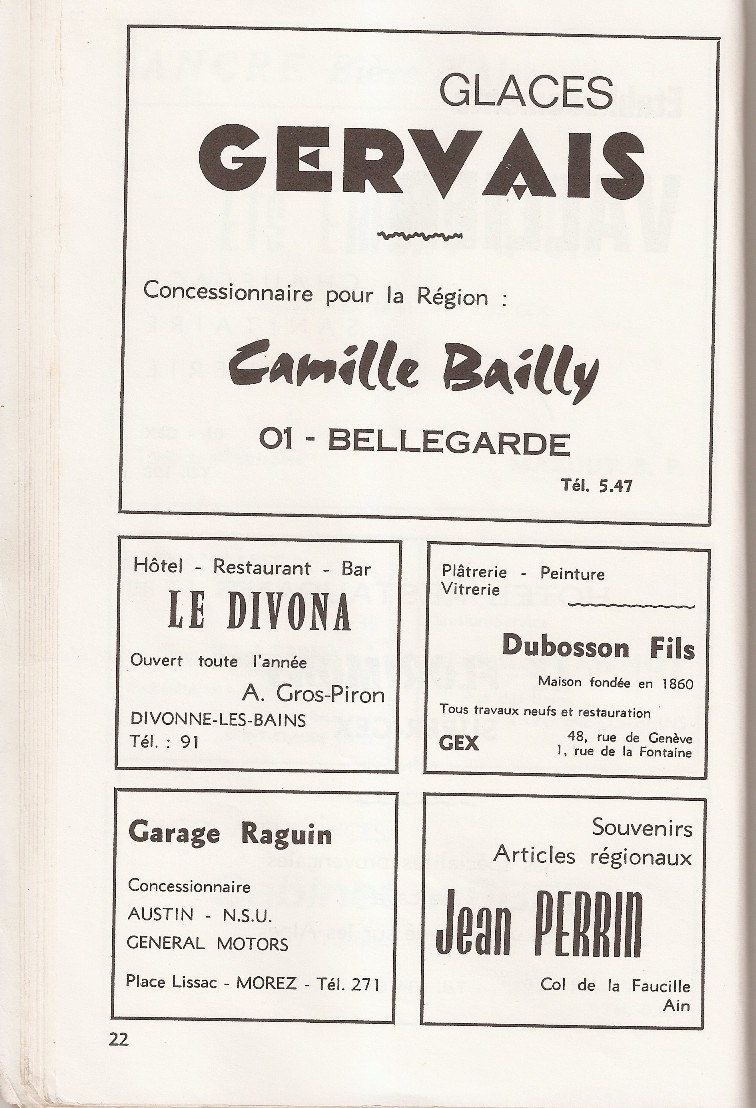 GLACES
GERVAIS
Concessionnaire pour la Région :
Camille Bailly
01 - BELLEGARDE
Tél. 5.47
Hôtel - Restaurant - Bar
LE DIVONA
Ouvert toute l'année
A. Gros-Piron
DIVONNE-LES-BAINS
Tél. : 91
Plâtrerie - Peinture
Vitrerie
Dubosson Fils
Maison fondée en 1860
Tous travaux neufs et restauration
GEX
48, rue de Genève
1, rue de la Fontaine
Garage Raguin
Concessionnaire
AUSTIN - N.S.U.
GENERAL MOTORS
Place Lissac - MOREZ - Tél. 271
Souvenirs
Articles régionaux
Jean PERRIN
Col de la Faucille
Ain
22